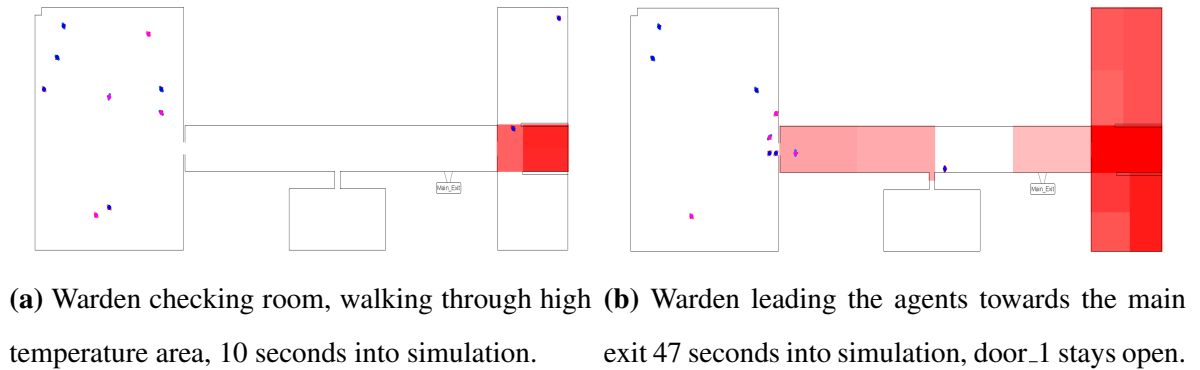 Main_Exit
Main_Exit
(a) Warden checking room, walking through high
temperature area, 10 seconds into simulation.
(b) Warden leading the agents towards the main
exit 47 seconds into simulation, door_1 stays open.